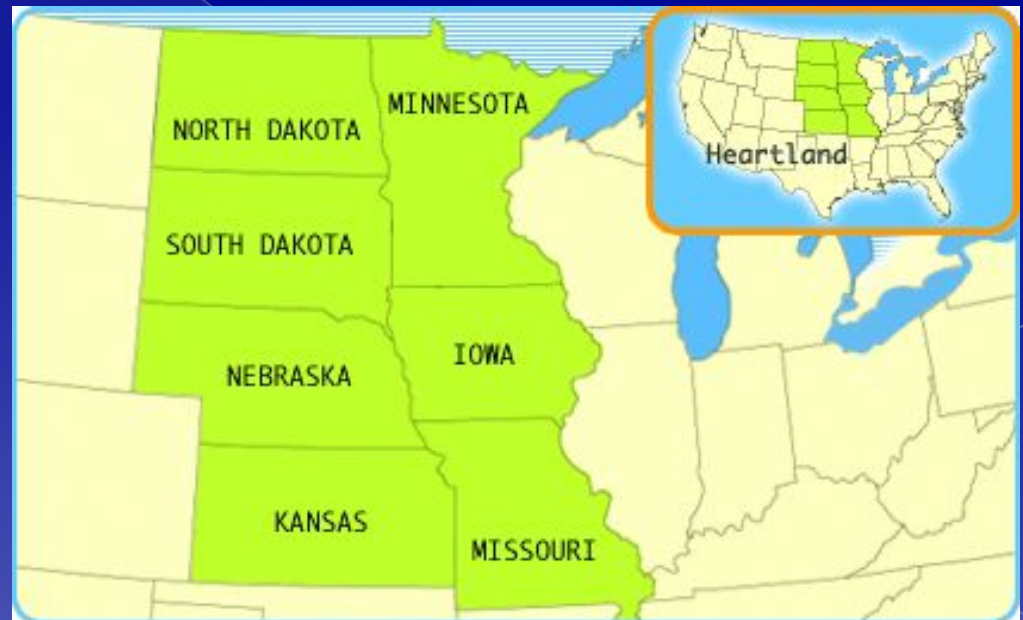 MINNESOTA
NORTH DAKOTA
Heartland
SOUTH DAKOTA
IOWA
NEBRASKA
KANSAS
MISSOURI